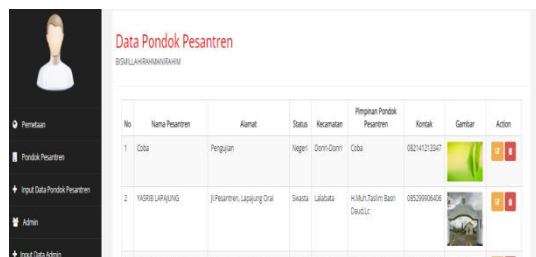 Data Pondok Pesantren
BISMILLAHIRAHMANIRAHIM
Pemetaan
Pondok Pesantren
Input Data Pondok Pesantren
Admin
Input Data Admin
No Nama Pesantren Alamat Status Kecamatan Pimpinan Pondok Pesantren Kontak Gambar Action
1 Coba Pengujian Negeri Donri-Donri Coba 082141213347
2 YASRIB LAPAJUNG Jl.Pesantren, Lapajung Orai Swasta Lalabata H.Muh.Taslim Basri Daud,Lc 085299906406